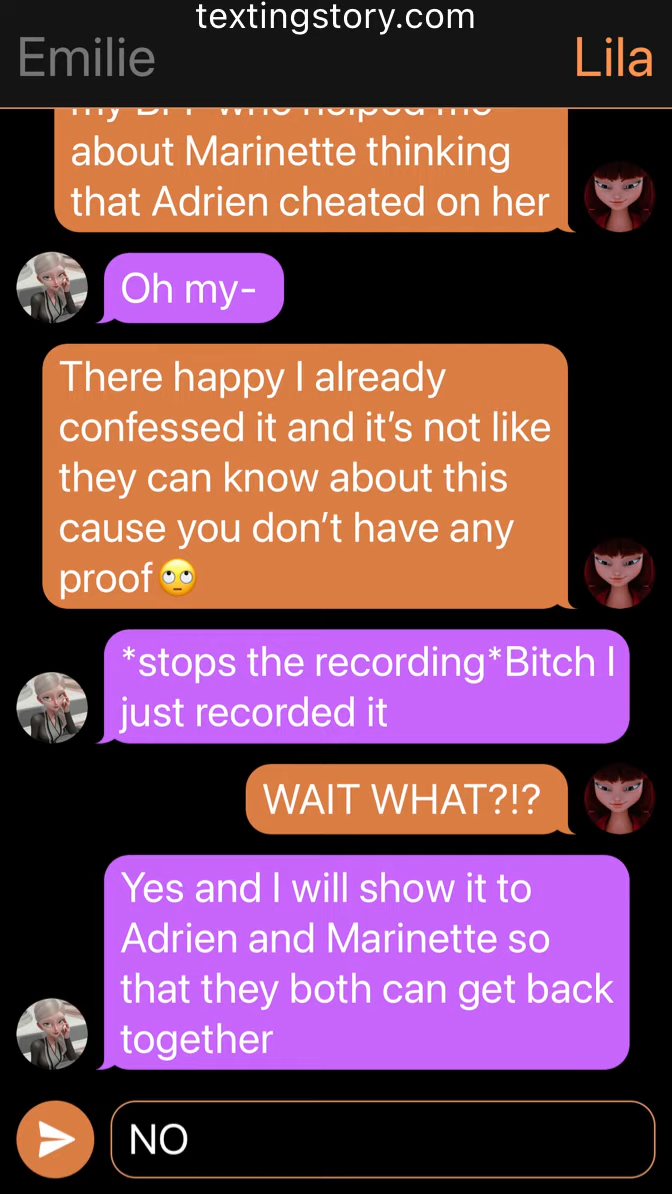 textingstory.com
Emilie
Lila
about Marinette thinking
that Adrien cheated on her
Oh my-
There happy I already
confessed it and it’s not like
they can know about this
cause you don’t have any
proof🙄
*stops the recording*Bitch I
just recorded it
WAIT WHAT?!?
Yes and I will show it to
Adrien and Marinette so
that they both can get back
together
NO